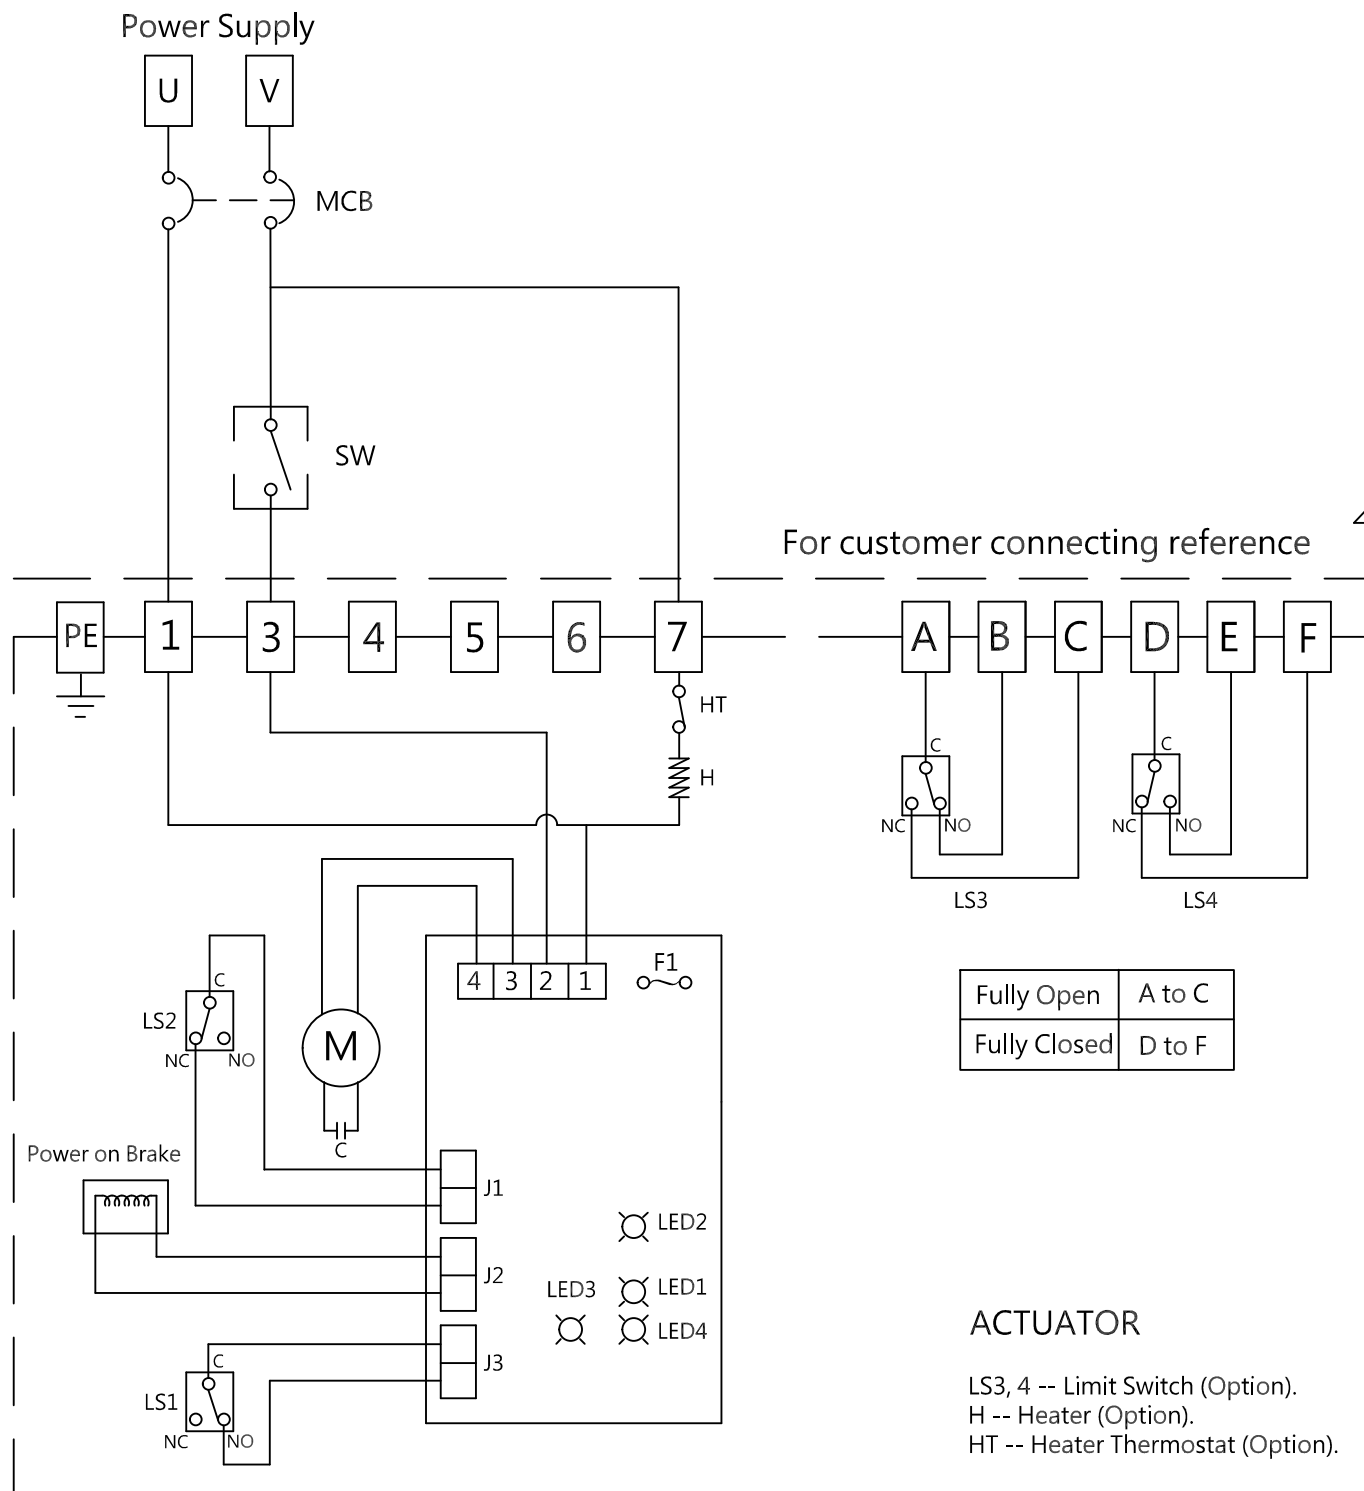 Power Supply
U V
MCB
SW
For customer connecting reference
PE 1 3 4 5 6 7 A B C D E F
HT
H
C
NC NO
LS3
C
NC NO
LS4
4 3 2 1
F1
C
LS2
NC NO
M
C
Fully Open A to C
Fully Closed D to F
Power on Brake
J1
J2
J3
LED2
LED3 LED1
LED4
C
LS1
NC NO
ACTUATOR
LS3, 4 -- Limit Switch (Option).
H -- Heater (Option).
HT -- Heater Thermostat (Option).